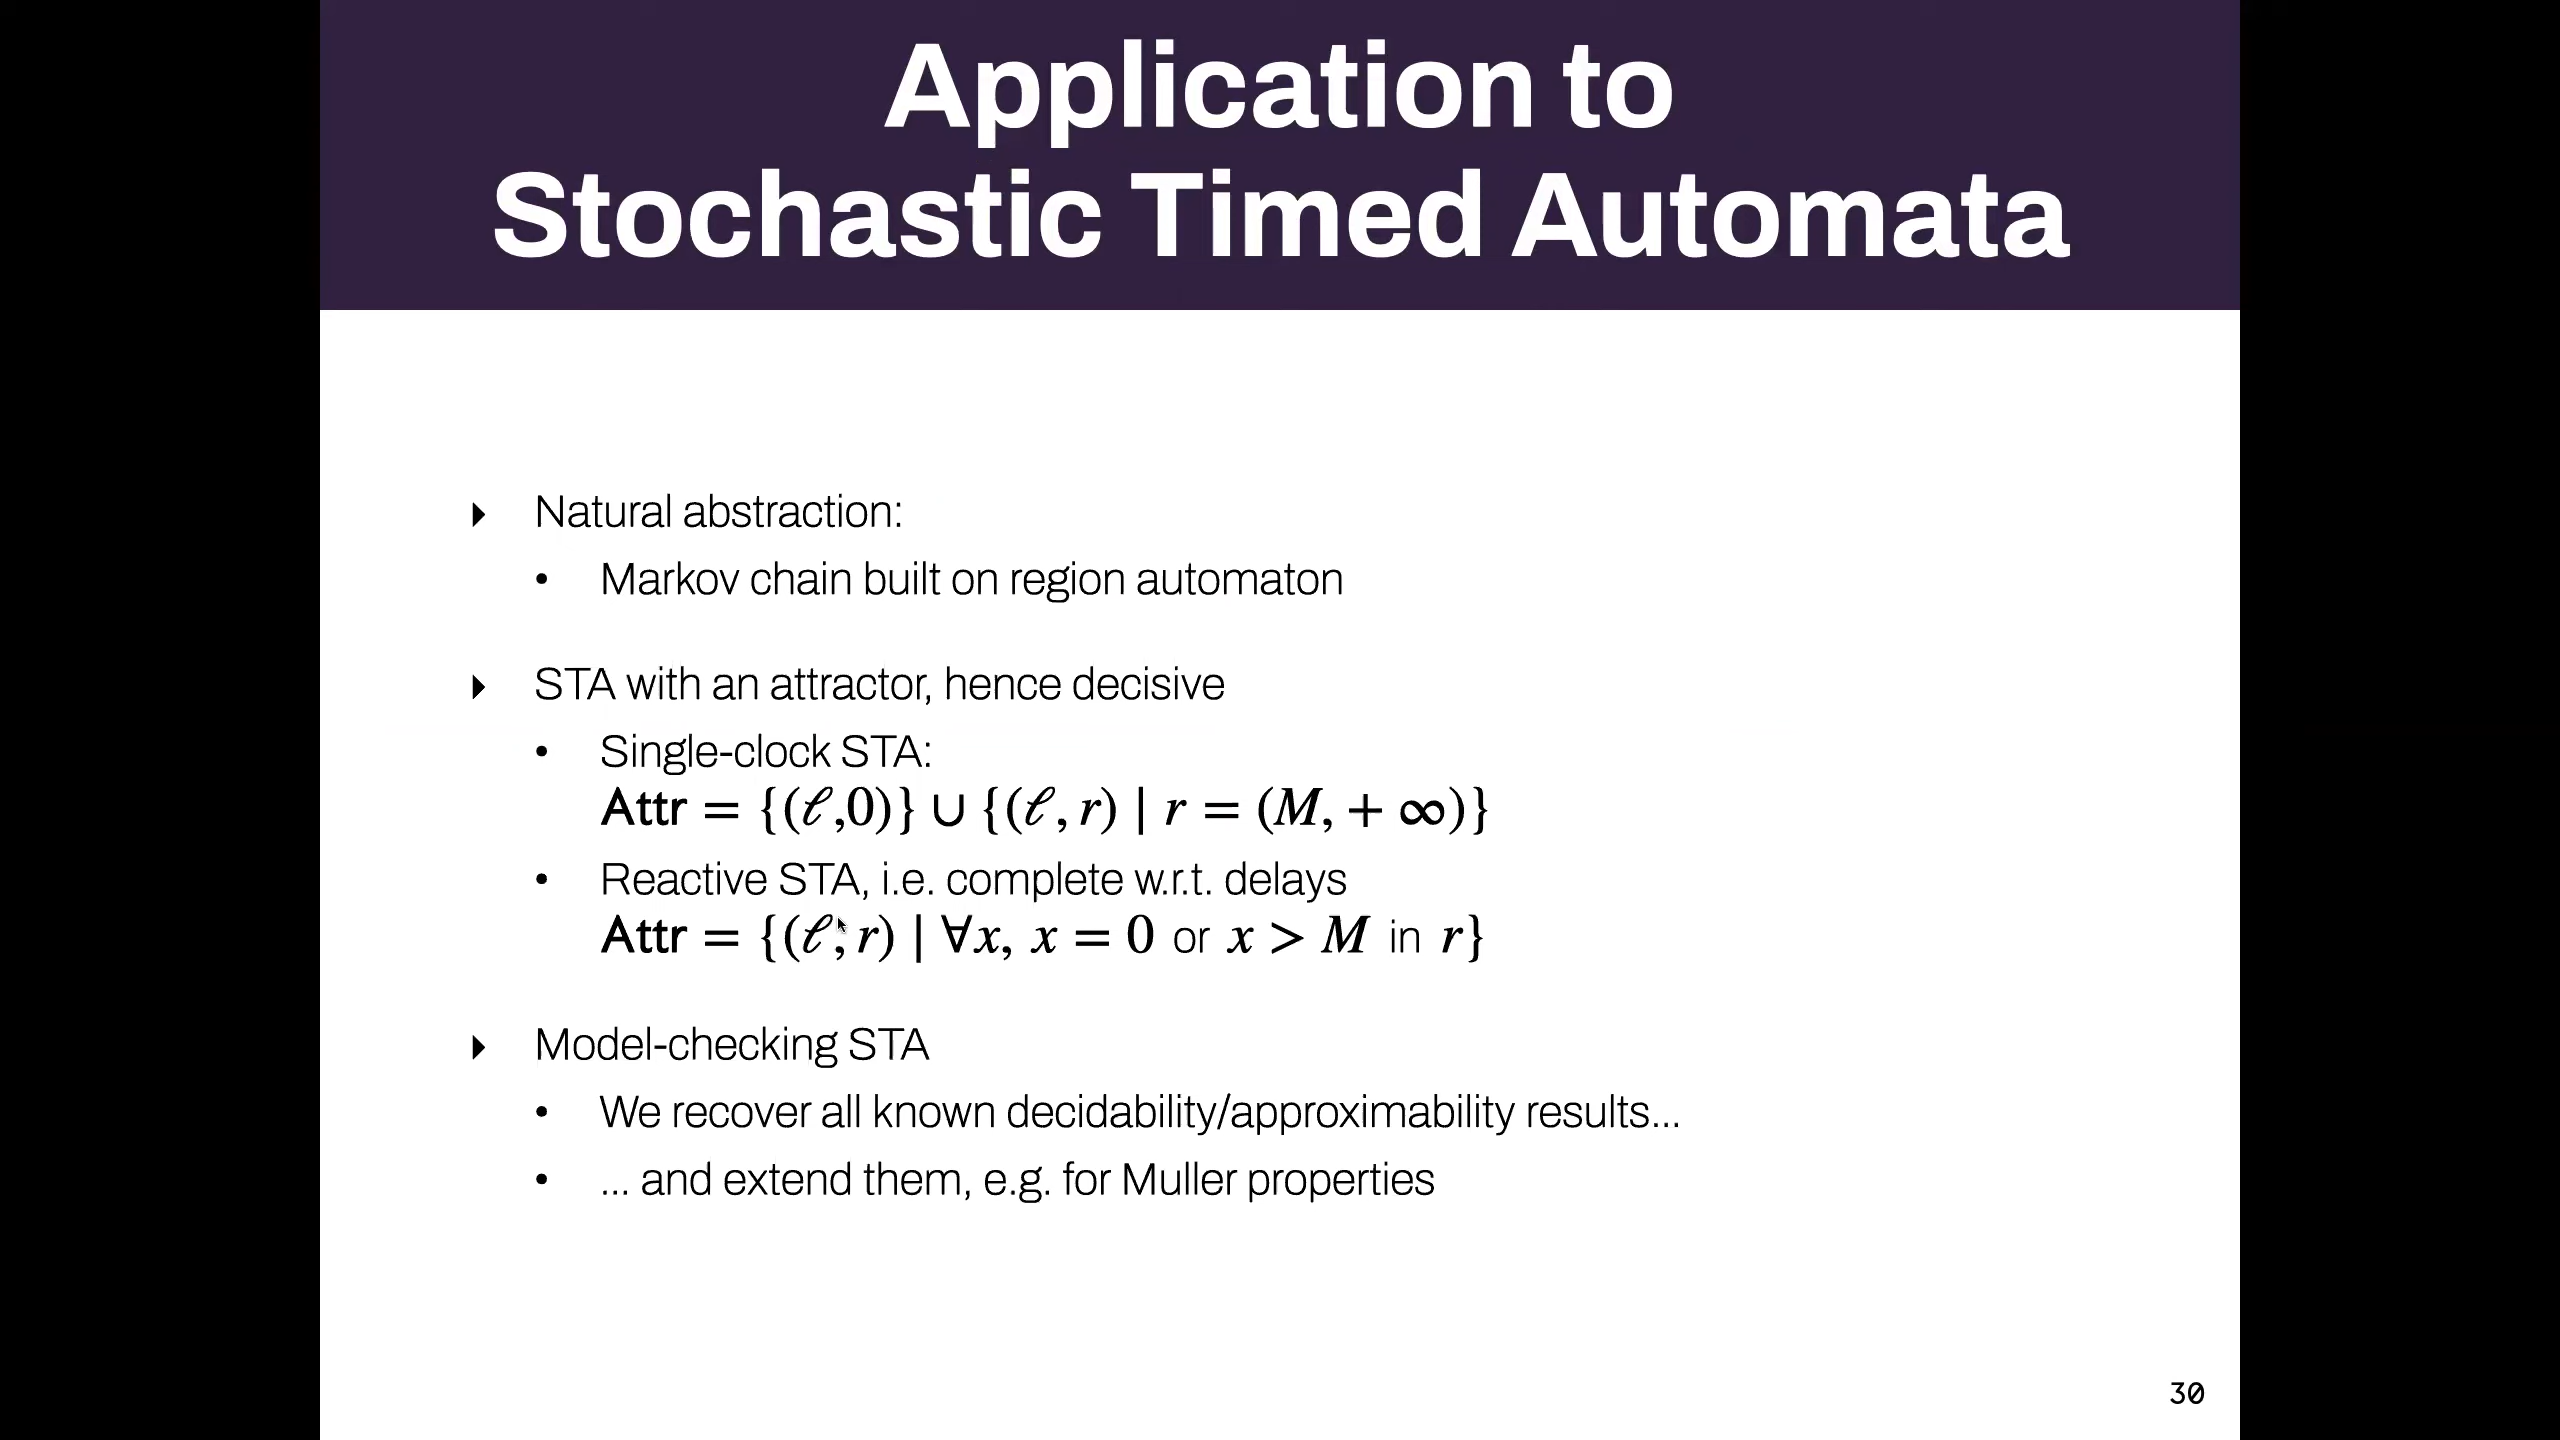 Application to
Stochastic Timed Automata
‣ Natural abstraction:
• Markov chain built on region automaton
‣ STA with an attractor, hence decisive
• Single-clock STA:
Attr = {(ℓ,0)} ∪ {(ℓ, r) | r = (M, + ∞)}
• Reactive STA, i.e. complete w.r.t. delays
Attr = {(ℓ, r) | ∀x, x = 0 or x > M in r}
‣ Model-checking STA
• We recover all known decidability/approximability results...
• ... and extend them, e.g. for Muller properties
30